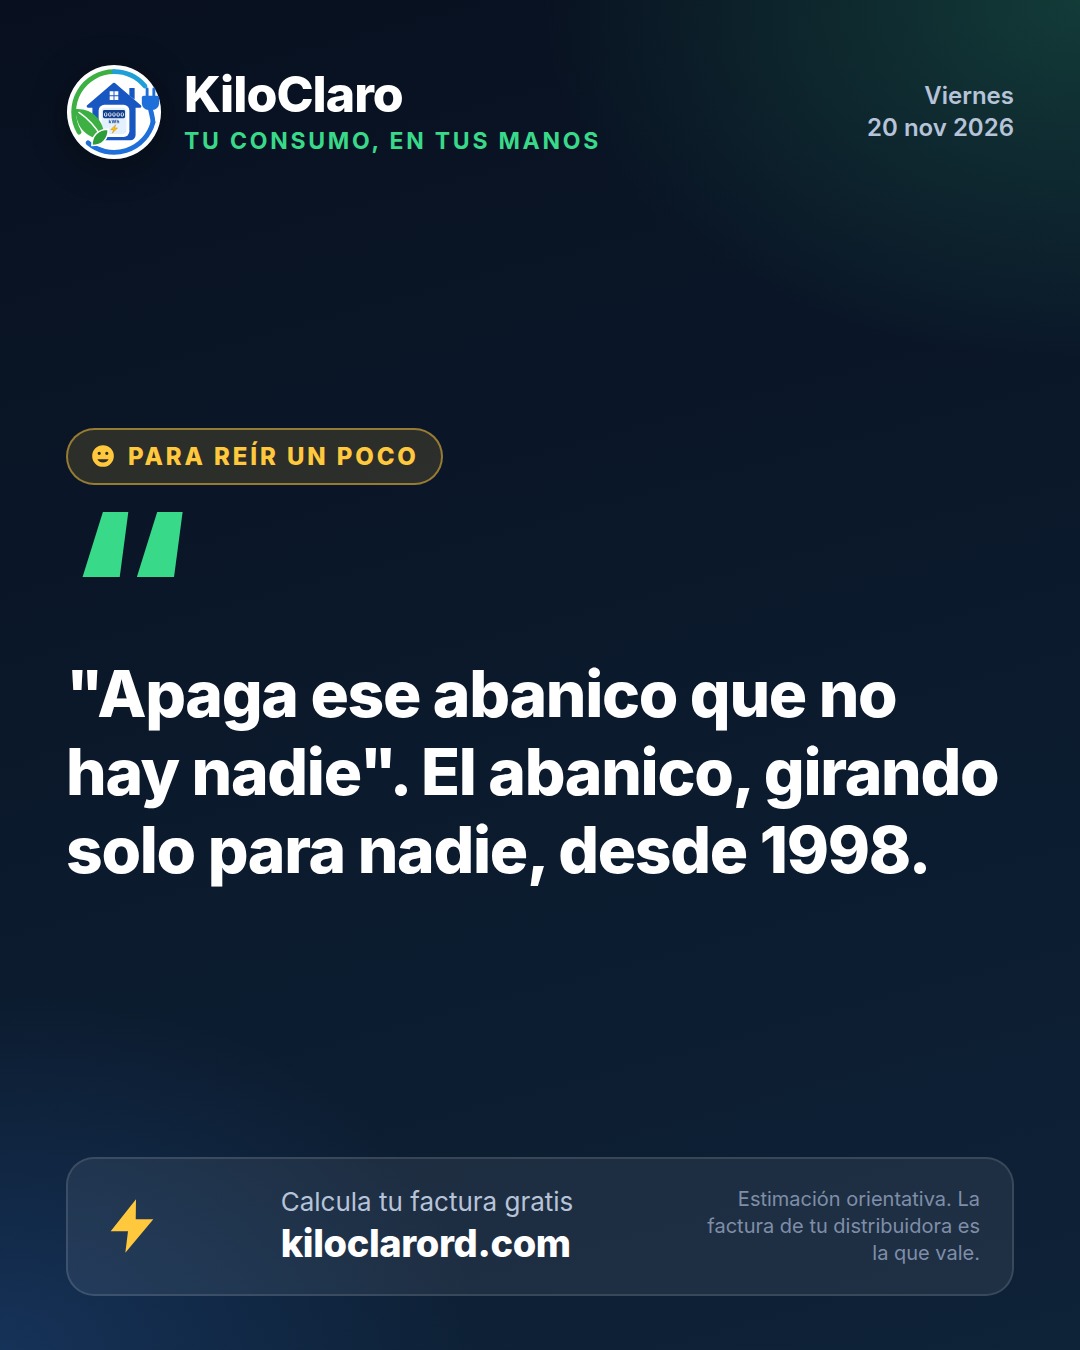 KiloClaro
TU CONSUMO, EN TUS MANOS
Viernes
20 nov 2026
PARA REÍR UN POCO
"Apaga ese abanico que no
hay nadie". El abanico, girando
solo para nadie, desde 1998.
Calcula tu factura gratis
kiloclarord.com
Estimación orientativa. La
factura de tu distribuidora es
la que vale.